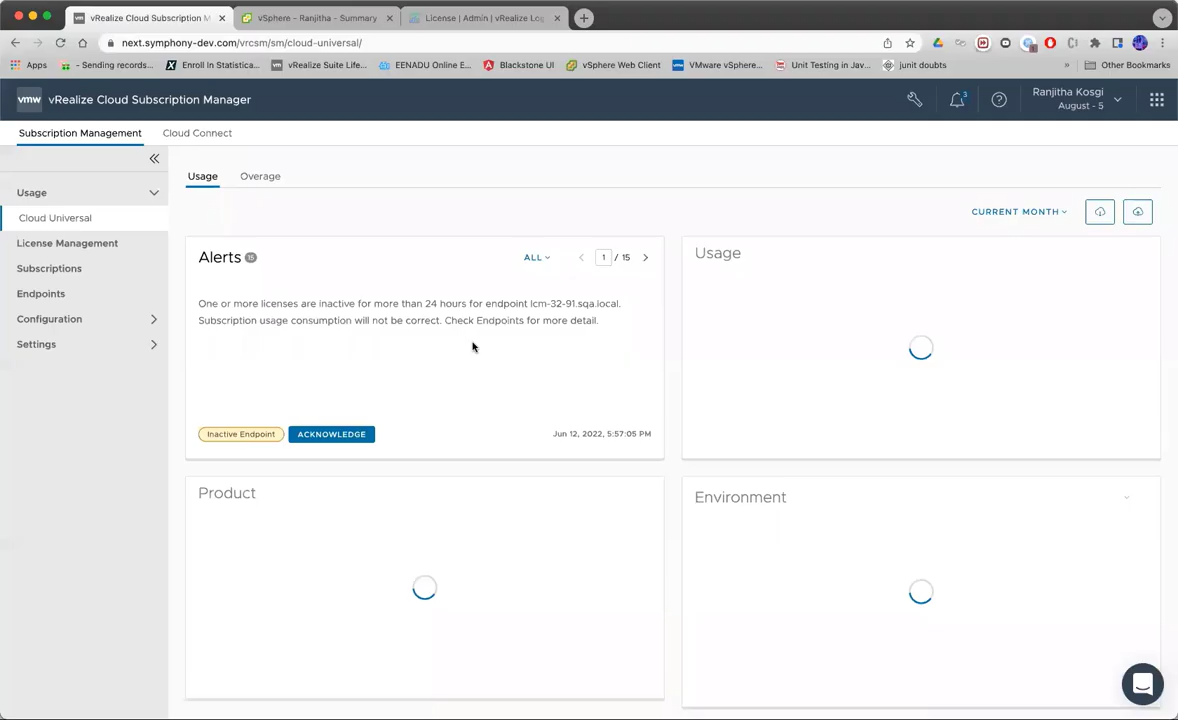 vRealize Cloud Subscription M
vSphere - Ranjitha - Summary
License | Admin | vRealize Log
next.symphony-dev.com/vrcsm/sm/cloud-universal/
Apps
- Sending records...
Enroll In Statistica...
vRealize Suite Life...
EENADU Online E...
Blackstone UI
vSphere Web Client
VMware vSphere...
Unit Testing in Jav...
junit doubts
»
Other Bookmarks
vmw vRealize Cloud Subscription Manager
3
Ranjitha Kosgi
August - 5
Subscription Management
Cloud Connect
Usage
Cloud Universal
License Management
Subscriptions
Endpoints
Configuration
Settings
Usage
Overage
CURRENT MONTH
Alerts 15
ALL
1 / 15
One or more licenses are inactive for more than 24 hours for endpoint lcm-32-91.sqa.local.
Subscription usage consumption will not be correct. Check Endpoints for more detail.
Inactive Endpoint
ACKNOWLEDGE
Jun 12, 2022, 5:57:05 PM
Usage
Product
Environment